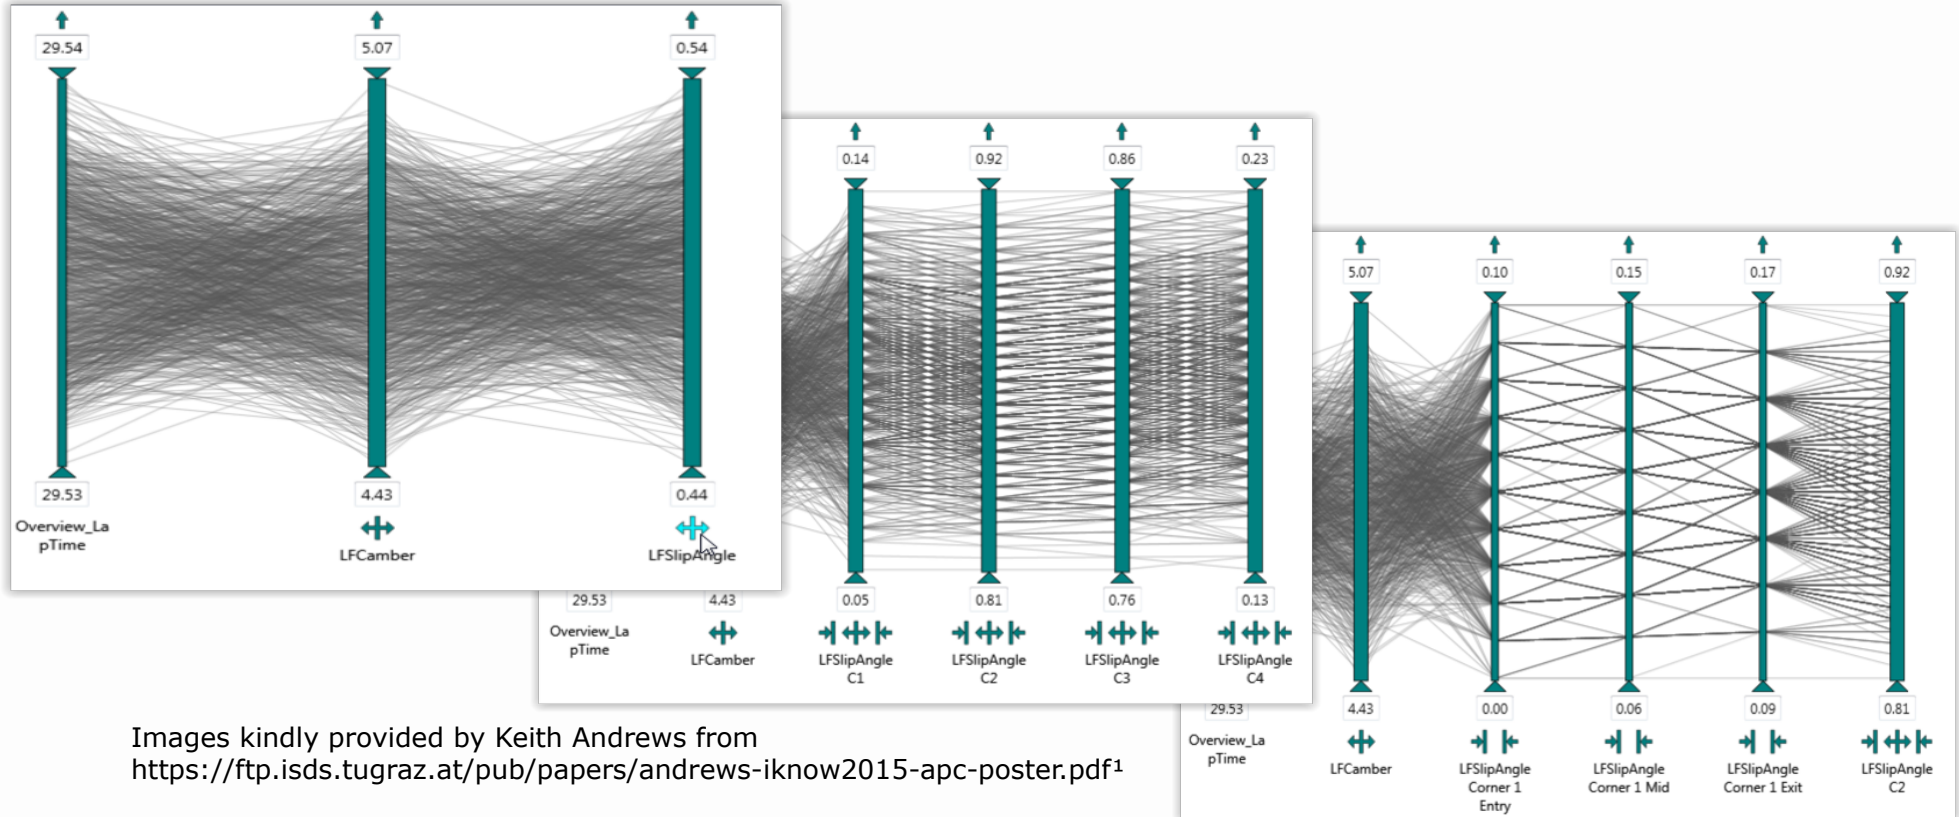 29.54 5.07 0.54
29.53 4.43 0.44
Overview_La
pTime
LFCamber LFSlipAngle
0.14 0.92 0.86 0.23
29.53 4.43 0.05 0.81 0.76 0.13
Overview_La
pTime
LFCamber LFSlipAngle LFSlipAngle LFSlipAngle LFSlipAngle
C1 C2 C3 C4
5.07 0.10 0.15 0.17 0.92
29.53 4.43 0.00 0.06 0.09 0.81
Overview_La
pTime
LFCamber LFSlipAngle LFSlipAngle LFSlipAngle LFSlipAngle
Corner 1 Corner 1 Mid Corner 1 Exit C2
Entry
Images kindly provided by Keith Andrews from
https://ftp.isds.tugraz.at/pub/papers/andrews-iknow2015-apc-poster.pdf¹